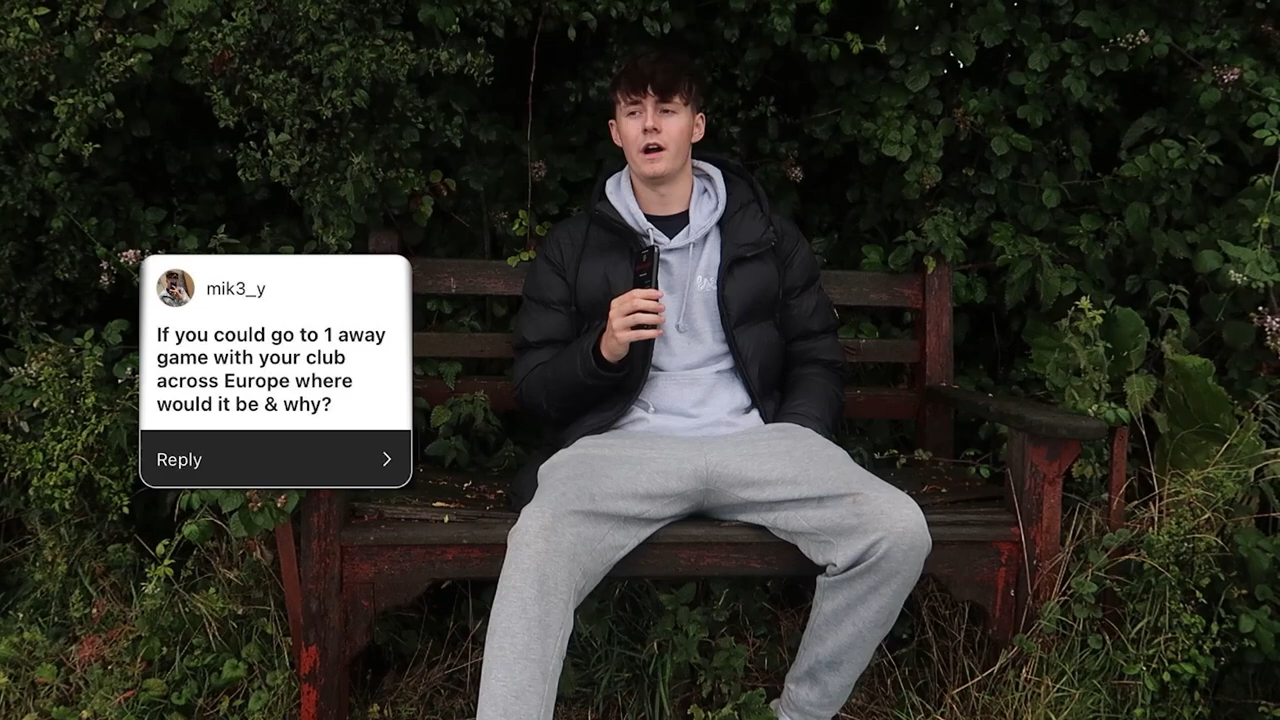 mik3_y
If you could go to 1 away
game with your club
across Europe where
would it be & why?
Reply